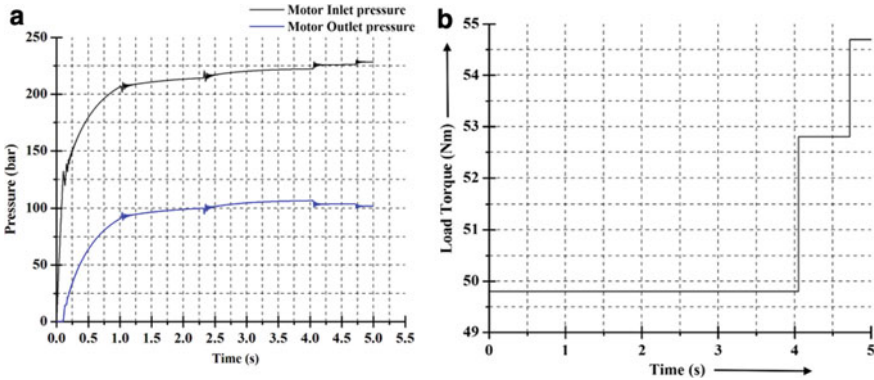 a
Motor Inlet pressure
Motor Outlet pressure
250
200
150
100
50
0
Pressure (bar)
0.0 0.5 1.0 1.5 2.0 2.5 3.0 3.5 4.0 4.5 5.0 5.5
Time (s)
b
55
54
53
52
51
50
49
Load Torque (Nm)
0 1 2 3 4 5
Time (s)